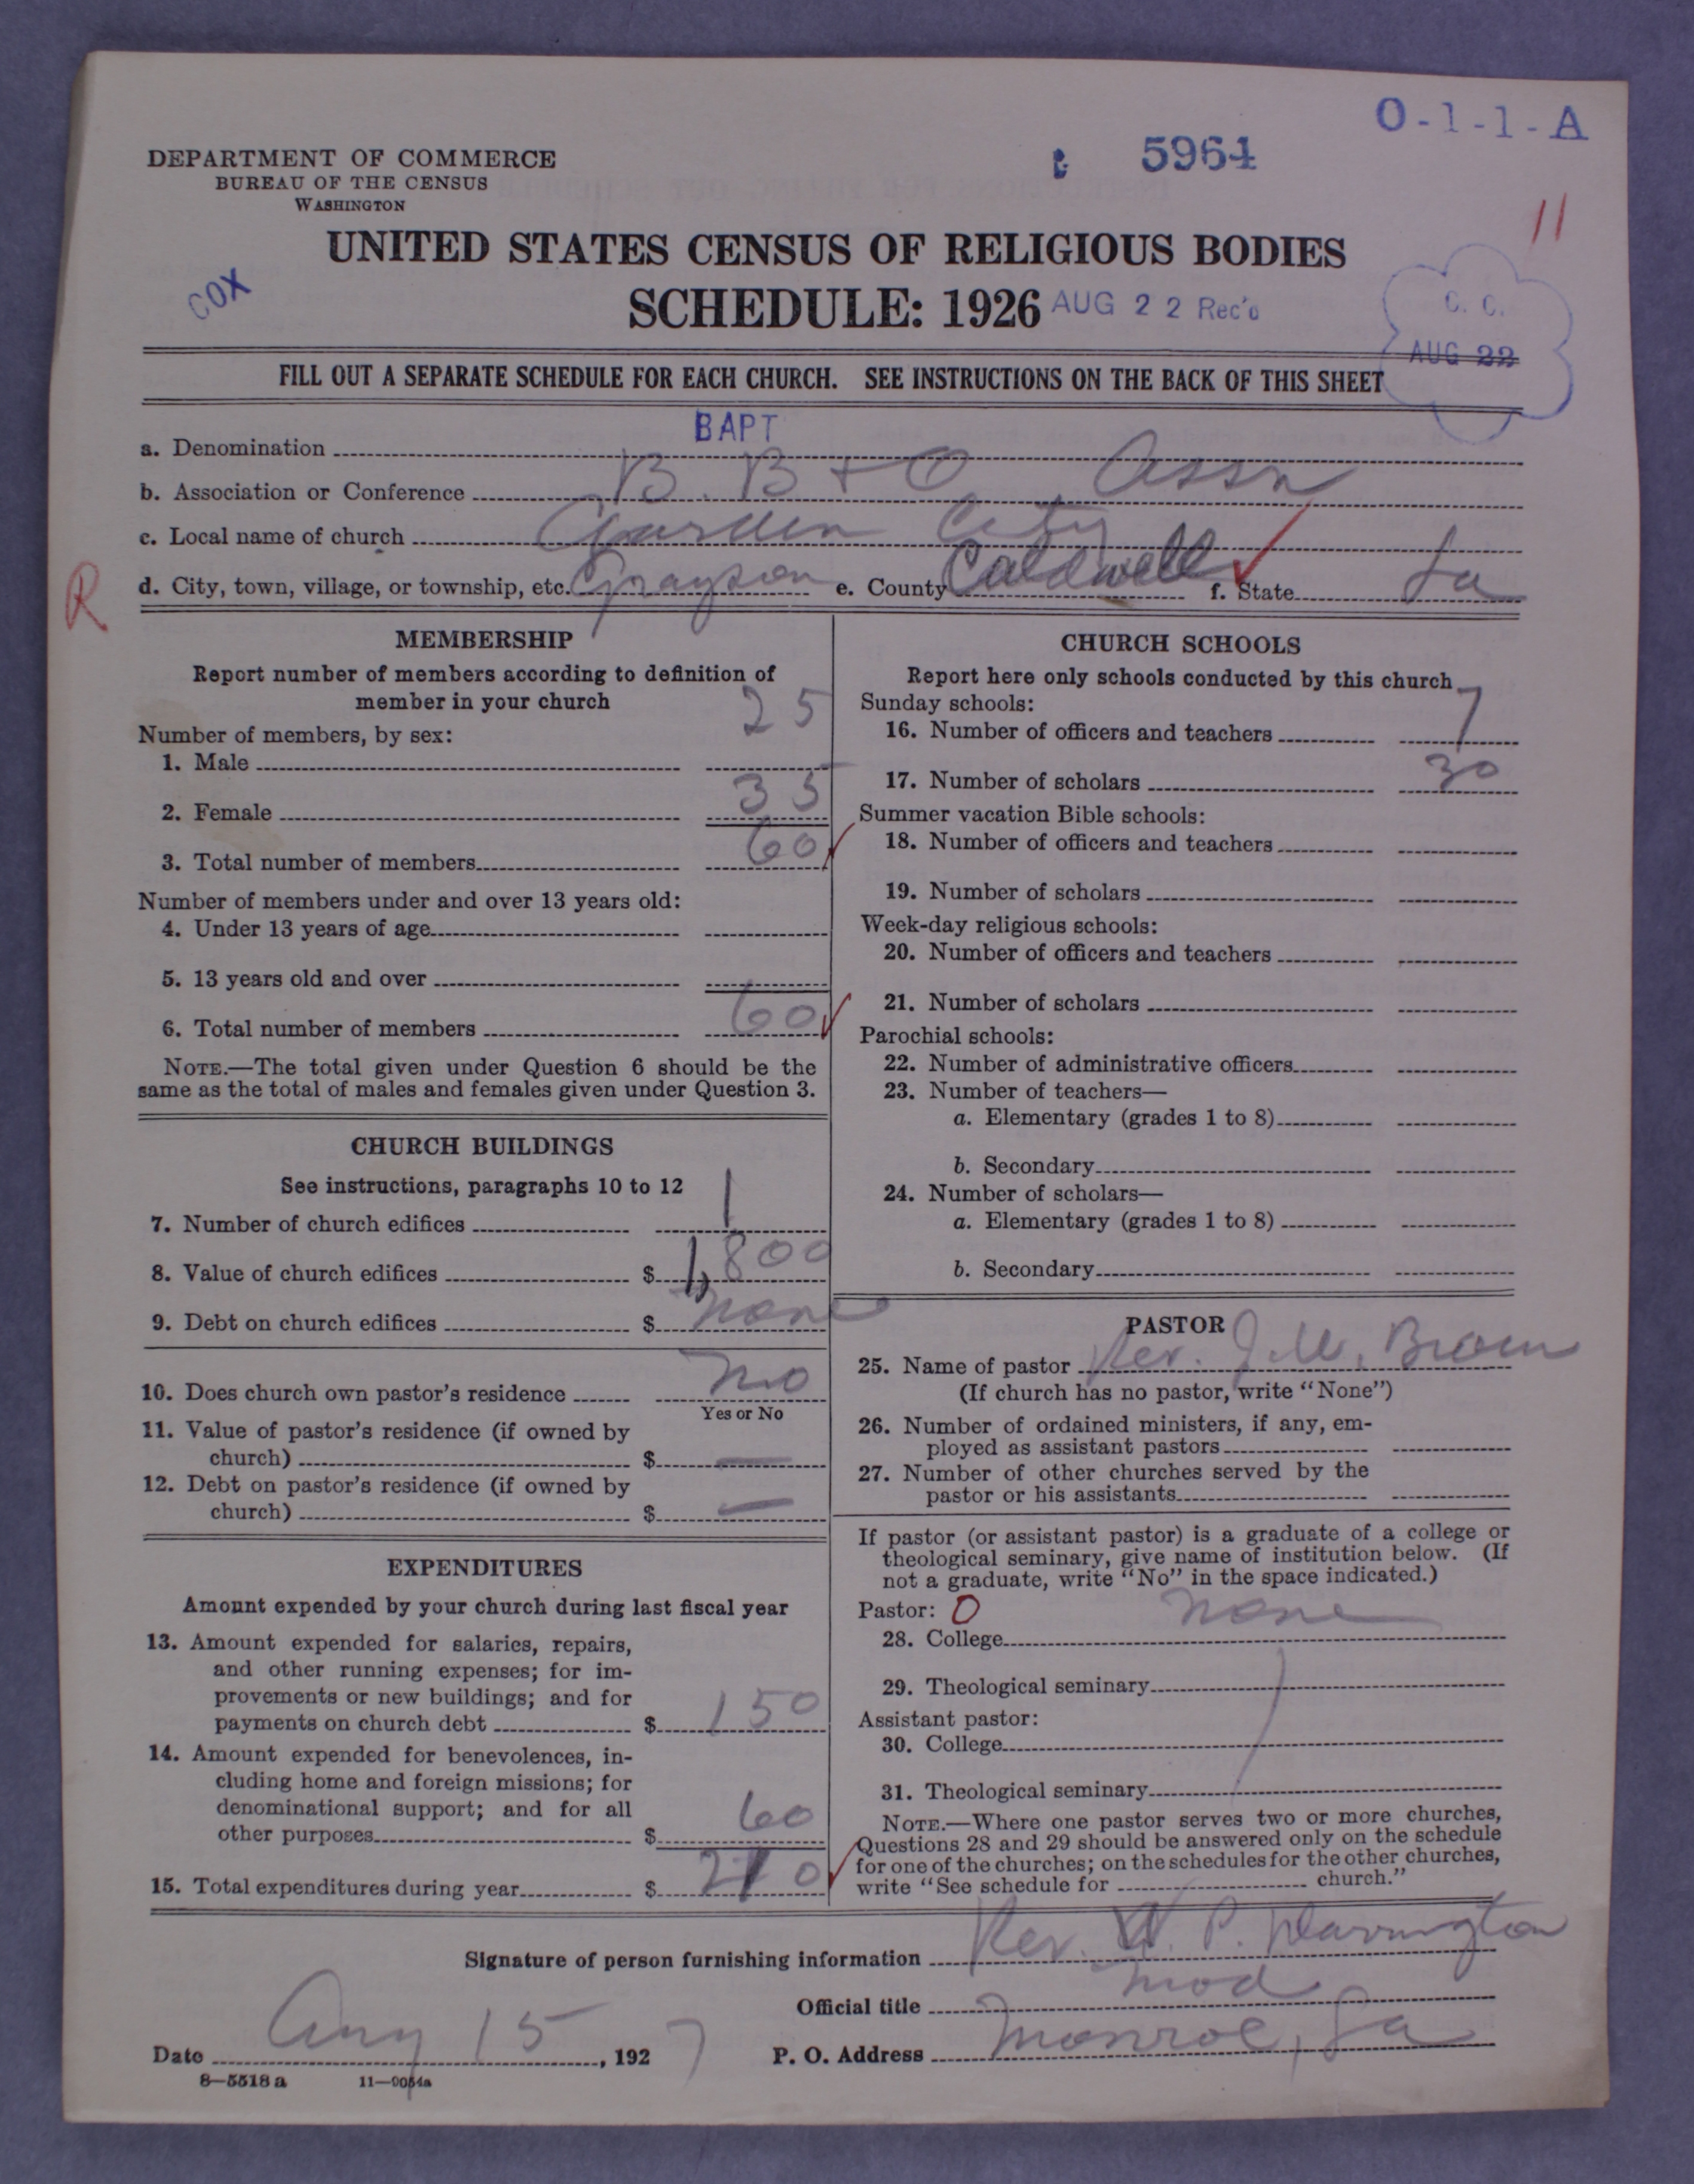 O-1-1-A
DEPARTMENT OF COMMERCE
BUREAU OF THE CENSUS
WASHINGTON
5964
11
UNITED STATES CENSUS OF RELIGIOUS BODIES
COX
SCHEDULE: 1926 AUG 22 Rec'd
C. C.
AUG 22
FILL OUT A SEPARATE SCHEDULE FOR EACH CHURCH. SEE INSTRUCTIONS ON THE BACK OF THIS SHEET
a. Denomination BAPT
b. Association or Conference B. B + O Assn
c. Local name of church Garden City
R
d. City, town, village, or township, etc. Grayson e. County Caldwell f. State La
MEMBERSHIP
Report number of members according to definition of
member in your church
Number of members, by sex:
1. Male 25
2. Female 35
3. Total number of members 60
Number of members under and over 13 years old:
4. Under 13 years of age
5. 13 years old and over
6. Total number of members 60
NOTE.—The total given under Question 6 should be the
same as the total of males and females given under Question 3.
CHURCH BUILDINGS
See instructions, paragraphs 10 to 12
7. Number of church edifices 1
8. Value of church edifices $ 1,800
9. Debt on church edifices $ none
10. Does church own pastor's residence no
Yes or No
11. Value of pastor's residence (if owned by
church) $ —
12. Debt on pastor's residence (if owned by
church) $ —
EXPENDITURES
Amount expended by your church during last fiscal year
13. Amount expended for salaries, repairs,
and other running expenses; for im-
provements or new buildings; and for
payments on church debt $ 150
14. Amount expended for benevolences, in-
cluding home and foreign missions; for
denominational support; and for all
other purposes $ 60
15. Total expenditures during year $ 210
CHURCH SCHOOLS
Report here only schools conducted by this church
Sunday schools:
16. Number of officers and teachers 7
17. Number of scholars 30
Summer vacation Bible schools:
18. Number of officers and teachers
19. Number of scholars
Week-day religious schools:
20. Number of officers and teachers
21. Number of scholars
Parochial schools:
22. Number of administrative officers
23. Number of teachers—
a. Elementary (grades 1 to 8)
b. Secondary
24. Number of scholars—
a. Elementary (grades 1 to 8)
b. Secondary
PASTOR
25. Name of pastor Rev. J. W. Brown
(If church has no pastor, write "None")
26. Number of ordained ministers, if any, em-
ployed as assistant pastors
27. Number of other churches served by the
pastor or his assistants
If pastor (or assistant pastor) is a graduate of a college or
theological seminary, give name of institution below. (If
not a graduate, write "No" in the space indicated.)
Pastor: 0
28. College none
29. Theological seminary
Assistant pastor:
30. College
31. Theological seminary
NOTE.—Where one pastor serves two or more churches,
Questions 28 and 29 should be answered only on the schedule
for one of the churches; on the schedules for the other churches,
write "See schedule for church."
Signature of person furnishing information Rev. W. P. Darrington
Official title Mod
Date Aug 15, 1927 P. O. Address Monroe, La
8—5518a 11—9054a